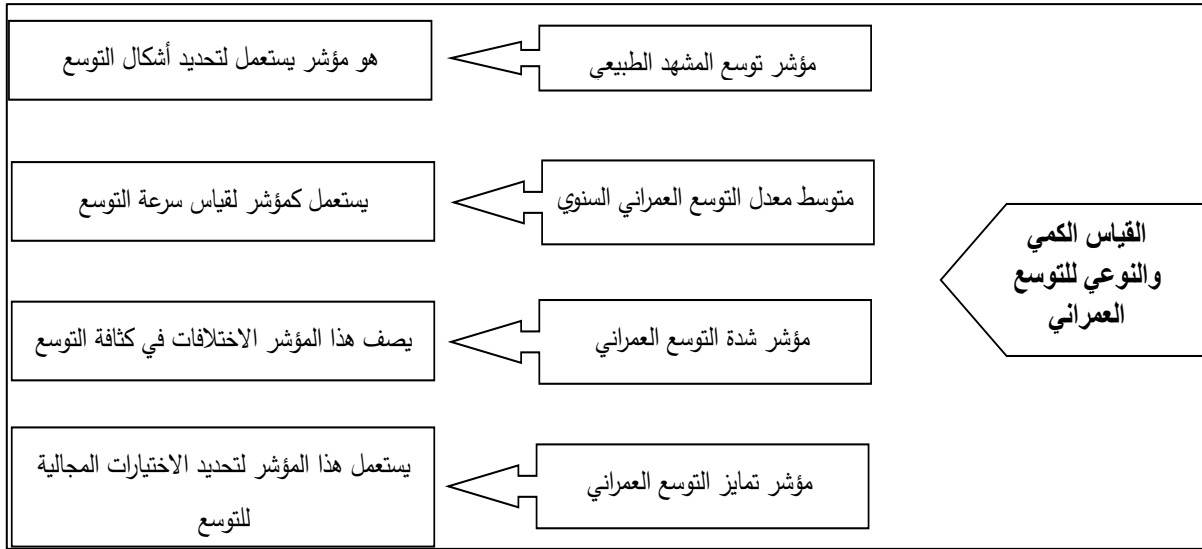 القياس الكمي
والنوعي للتوسع
العمراني
مؤشر توسع المشهد الطبيعي
هو مؤشر يستعمل لتحديد أشكال التوسع
متوسط معدل التوسع العمراني السنوي
يستعمل كمؤشر لقياس سرعة التوسع
مؤشر شدة التوسع العمراني
يصف هذا المؤشر الاختلافات في كثافة التوسع
مؤشر تمايز التوسع العمراني
يستعمل هذا المؤشر لتحديد الاختيارات المجالية
للتوسع